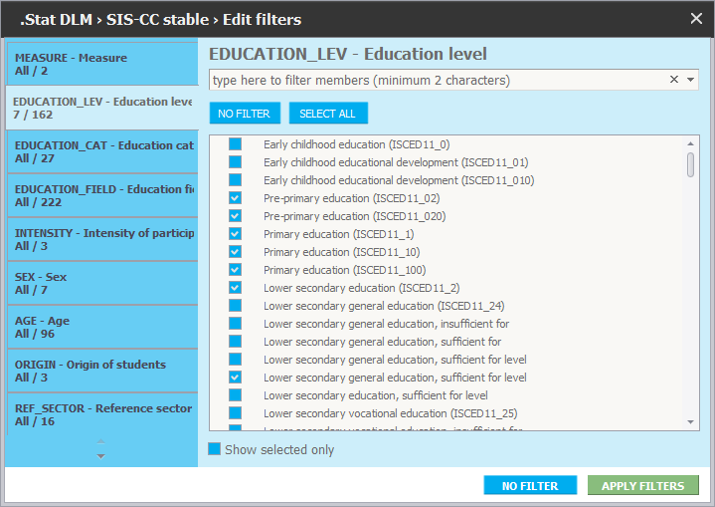 .Stat DLM › SIS-CC stable › Edit filters
MEASURE - Measure
All / 2
EDUCATION_LEV - Education leve
7 / 162
EDUCATION_CAT - Education cat
All / 27
EDUCATION_FIELD - Education fie
All / 222
INTENSITY - Intensity of particip
All / 3
SEX - Sex
All / 7
AGE - Age
All / 96
ORIGIN - Origin of students
All / 3
REF_SECTOR - Reference sector
All / 16
EDUCATION_LEV - Education level
type here to filter members (minimum 2 characters)
NO FILTER
SELECT ALL
Early childhood education (ISCED11_0)
Early childhood educational development (ISCED11_01)
Early childhood educational development (ISCED11_010)
Pre-primary education (ISCED11_02)
Pre-primary education (ISCED11_020)
Primary education (ISCED11_1)
Primary education (ISCED11_10)
Primary education (ISCED11_100)
Lower secondary education (ISCED11_2)
Lower secondary general education (ISCED11_24)
Lower secondary general education, insufficient for
Lower secondary general education, sufficient for
Lower secondary general education, sufficient for level
Lower secondary general education, sufficient for level
Lower secondary education, sufficient for level
Lower secondary vocational education (ISCED11_25)
Lower secondary vocational education, insufficient for
Show selected only
NO FILTER
APPLY FILTERS